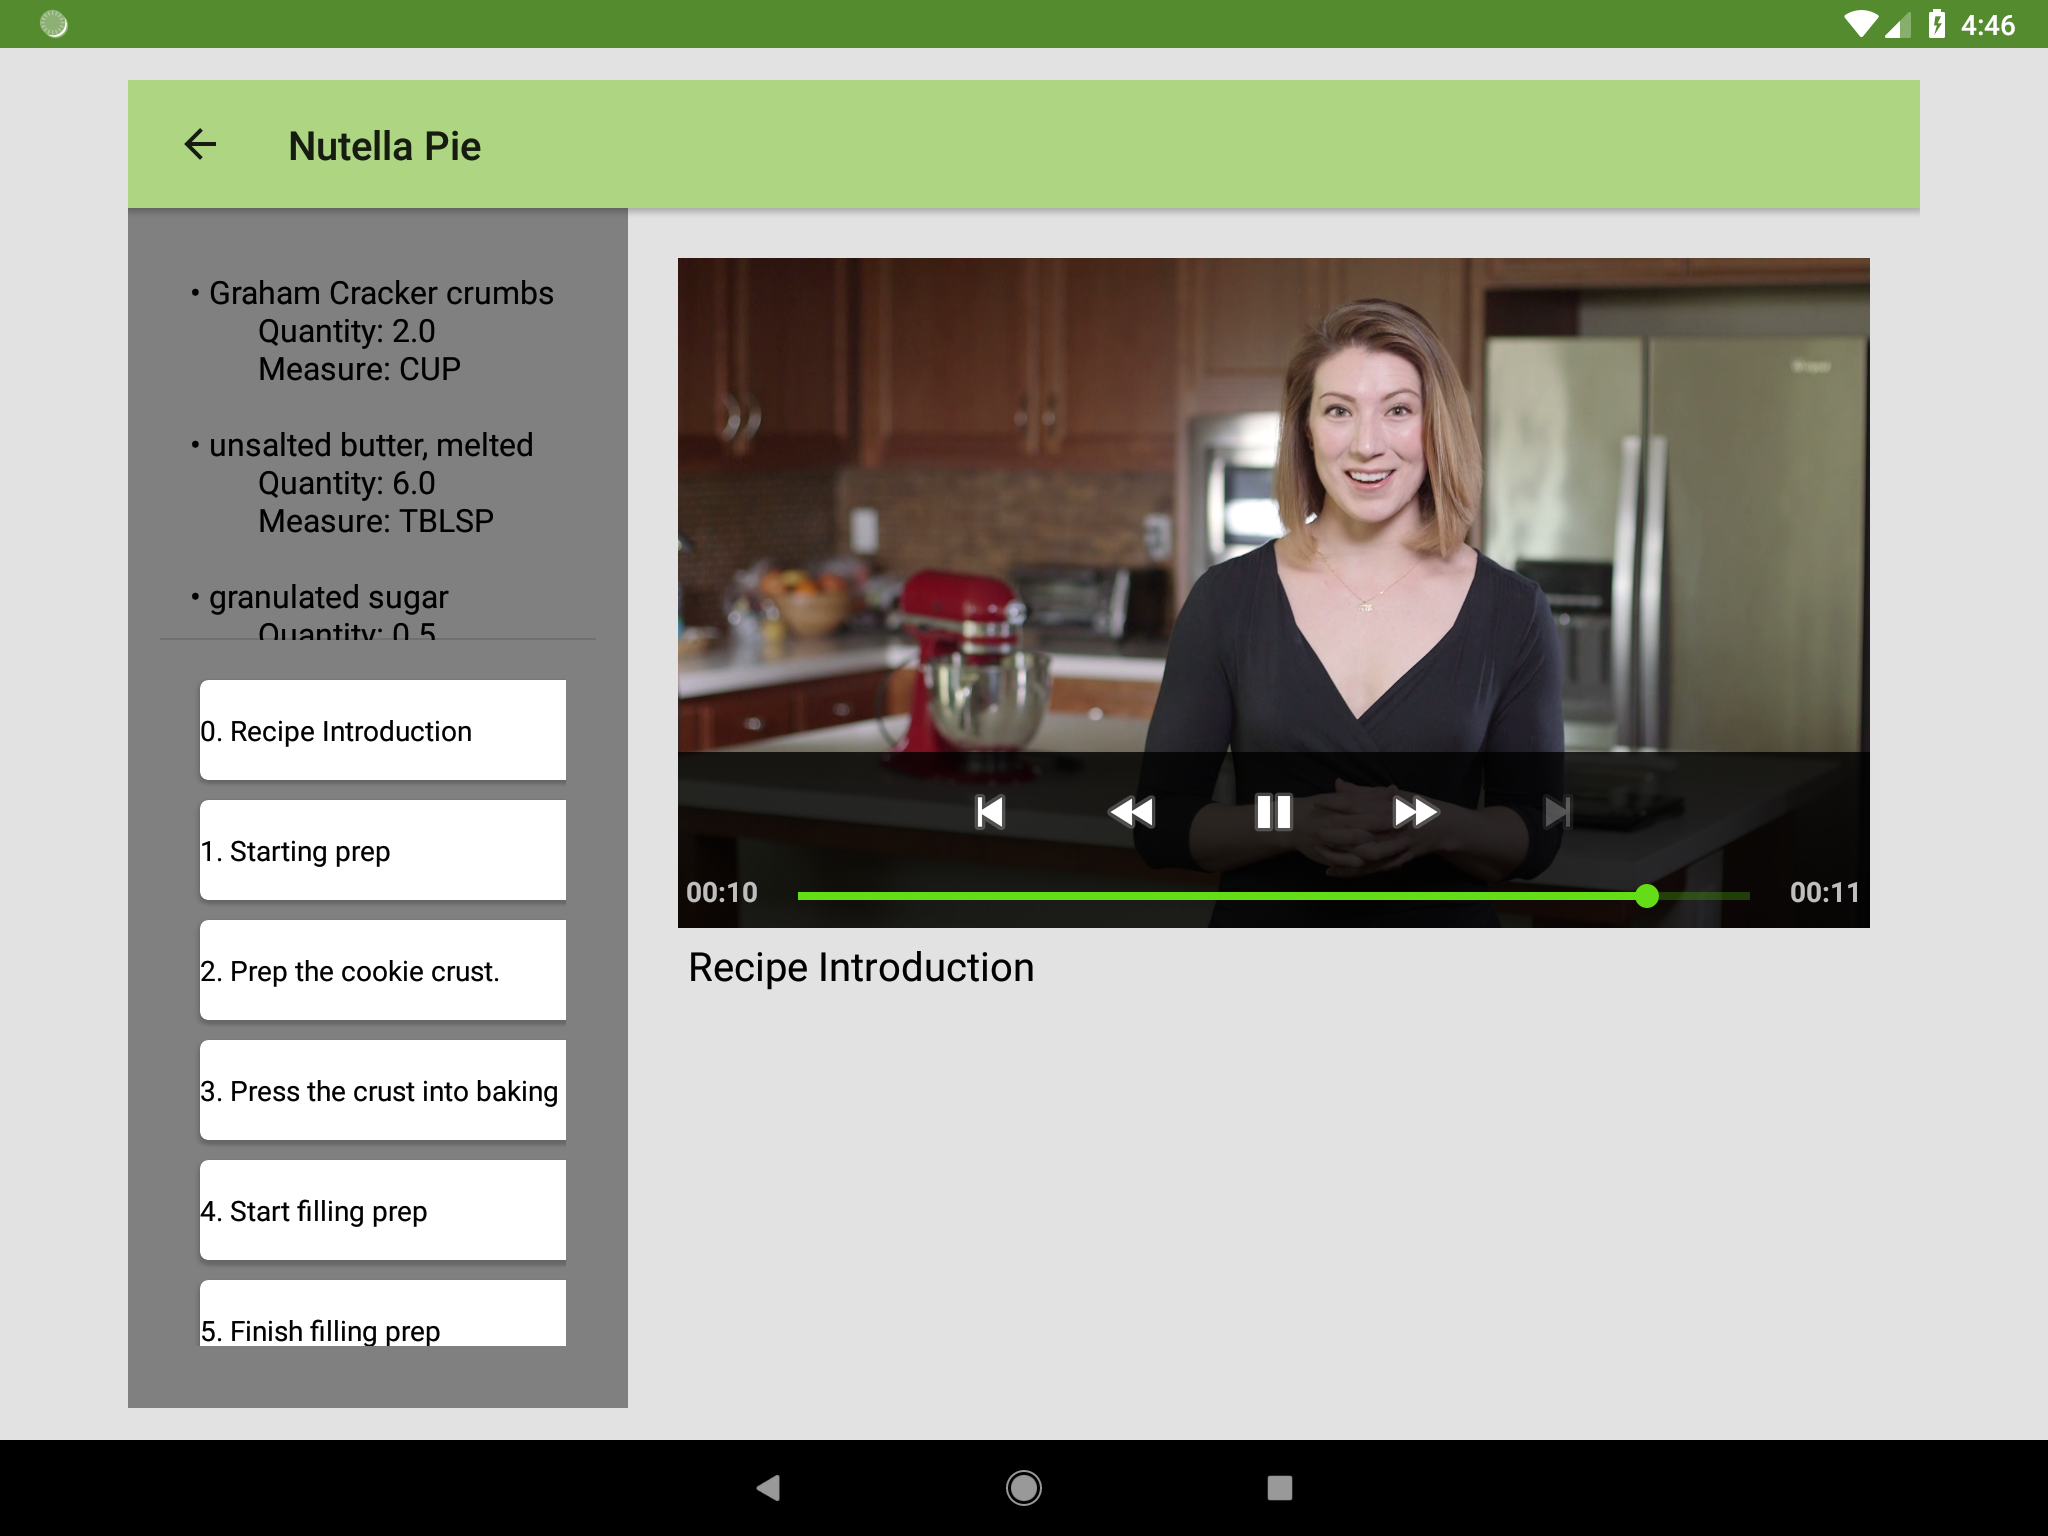 4:46
Nutella Pie
• Graham Cracker crumbs
Quantity: 2.0
Measure: CUP
• unsalted butter, melted
Quantity: 6.0
Measure: TBLSP
• granulated sugar
Quantity: 0.5
0. Recipe Introduction
1. Starting prep
2. Prep the cookie crust.
3. Press the crust into baking
4. Start filling prep
5. Finish filling prep
00:10
00:11
Recipe Introduction